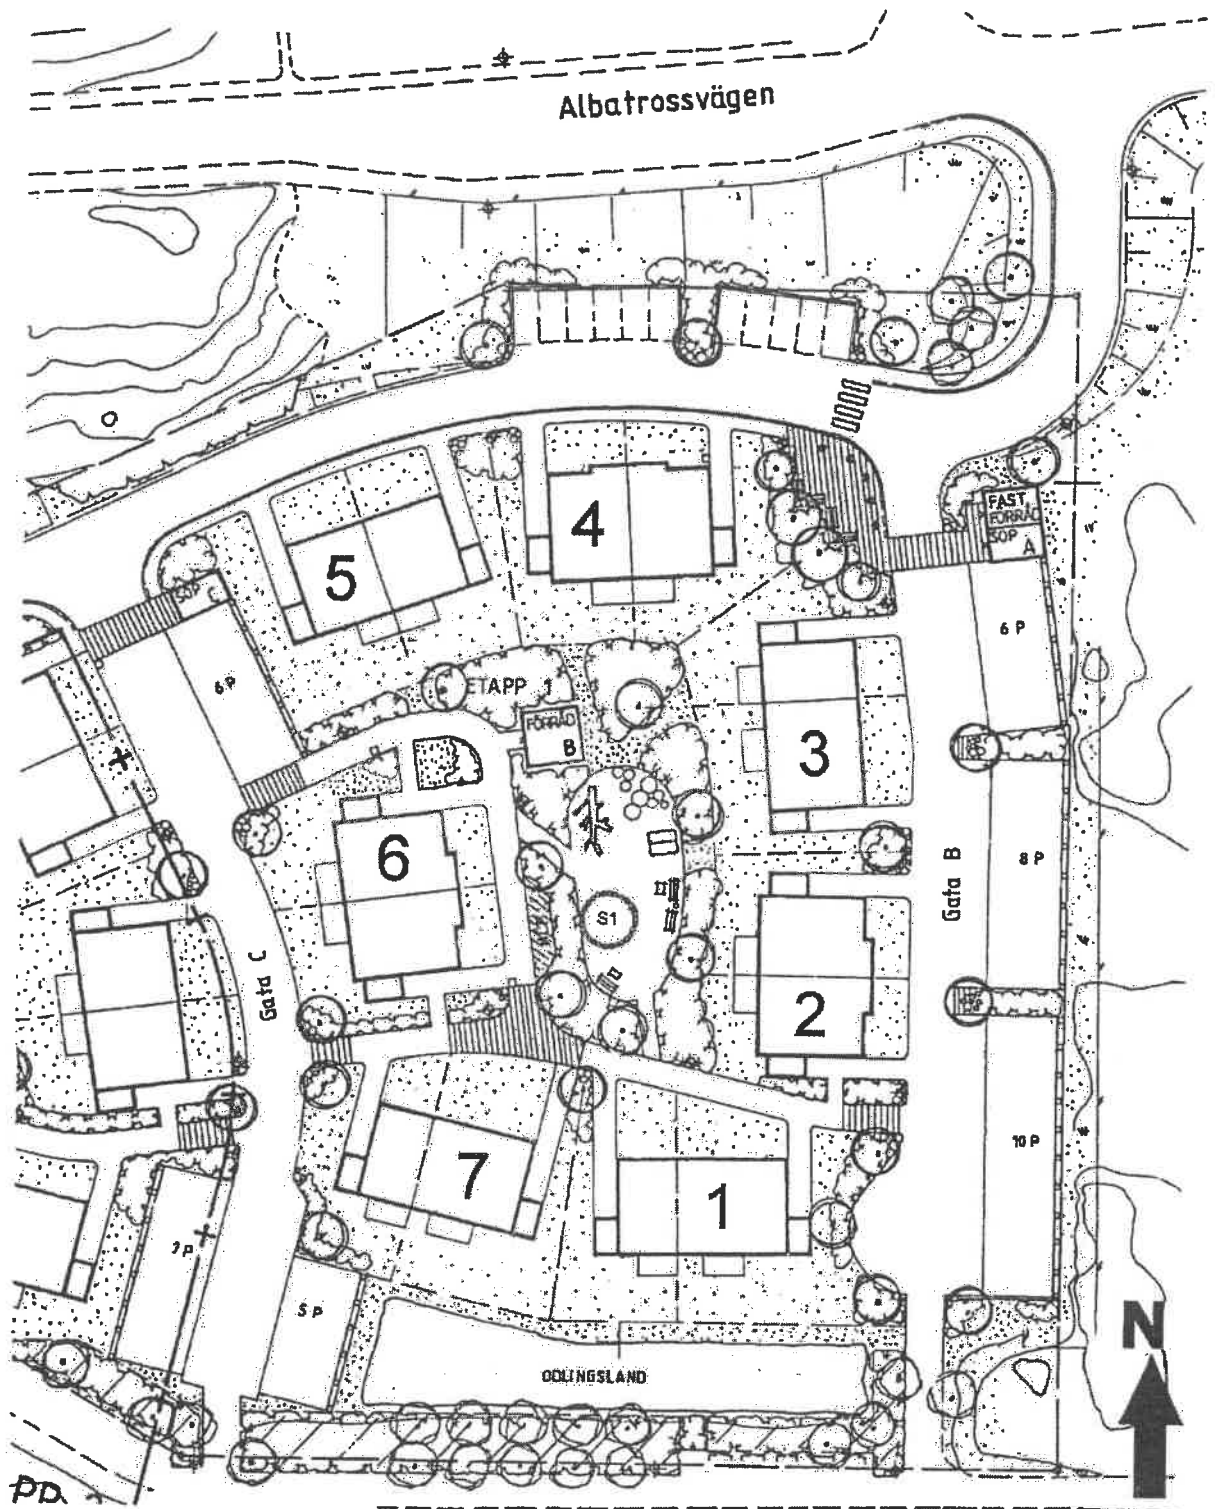 Albatrossvägen
FAST.
FÖRRÅD
SOP
A
4
5
SOP
6 P
6 P
ETAPP 1
FÖRRÅD
B
3
6
8 P
Gata B
S1
Gata C
2
10 P
7
1
7 P
5 P
N
ODLINGSLAND
PD.